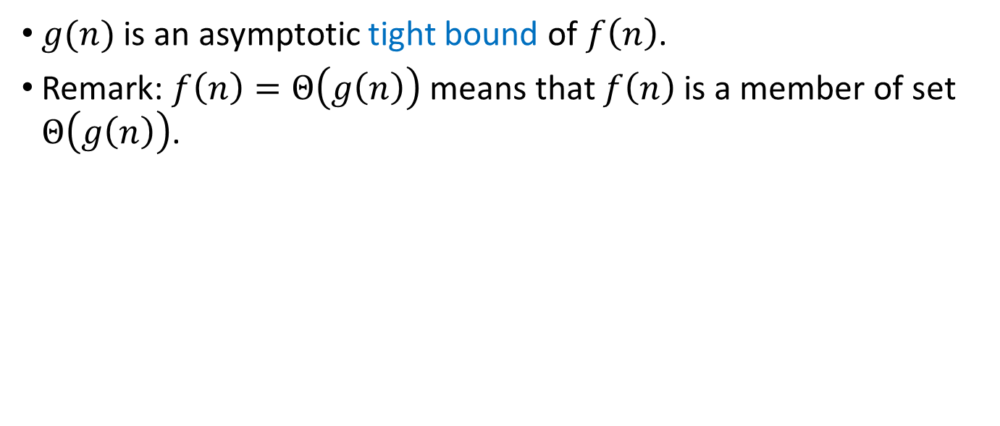 • g(n) is an asymptotic tight bound of f(n).
• Remark: f(n) = Θ(g(n)) means that f(n) is a member of set
Θ(g(n)).